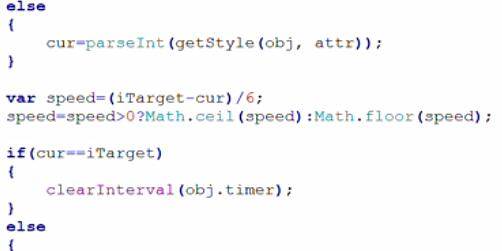 else
{
cur=parseInt(getStyle(obj, attr));
}
var speed=(iTarget-cur)/6;
speed=speed>0?Math.ceil(speed):Math.floor(speed);
if(cur==iTarget)
{
clearInterval(obj.timer);
}
else
{